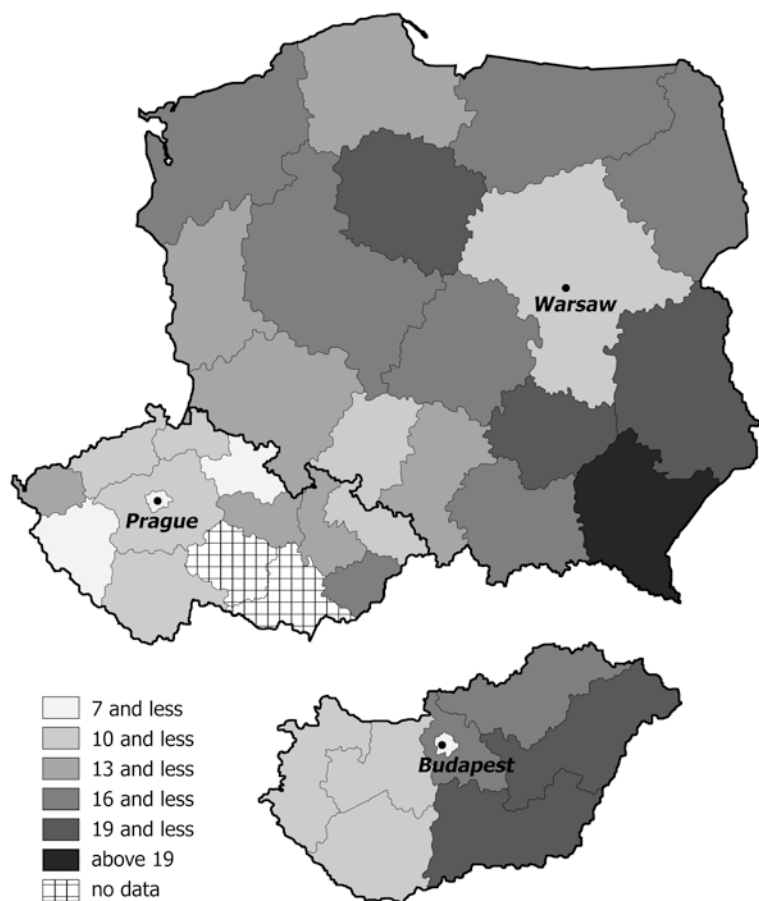 Warsaw
Prague
Budapest
7 and less
10 and less
13 and less
16 and less
19 and less
above 19
no data